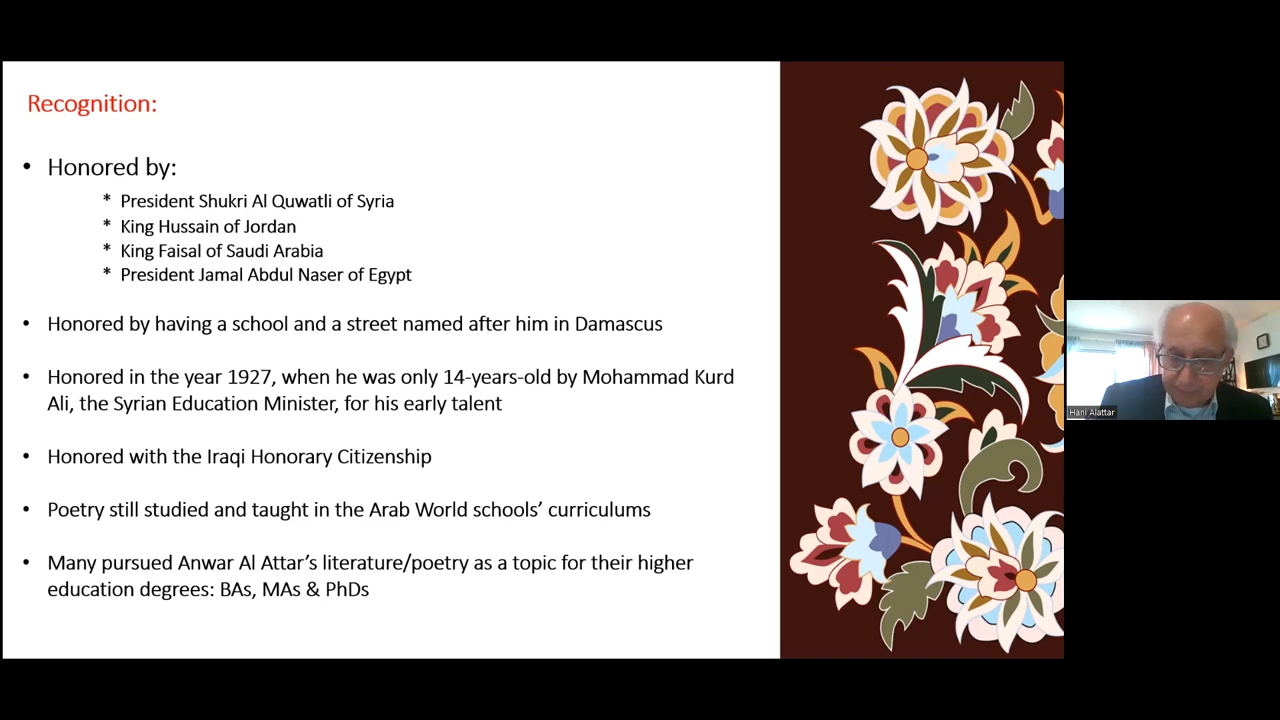 Recognition:
• Honored by:
* President Shukri Al Quwatli of Syria
* King Hussain of Jordan
* King Faisal of Saudi Arabia
* President Jamal Abdul Naser of Egypt
• Honored by having a school and a street named after him in Damascus
• Honored in the year 1927, when he was only 14-years-old by Mohammad Kurd
Ali, the Syrian Education Minister, for his early talent
• Honored with the Iraqi Honorary Citizenship
• Poetry still studied and taught in the Arab World schools’ curriculums
• Many pursued Anwar Al Attar’s literature/poetry as a topic for their higher
education degrees: BAs, MAs & PhDs
Hani Alattar